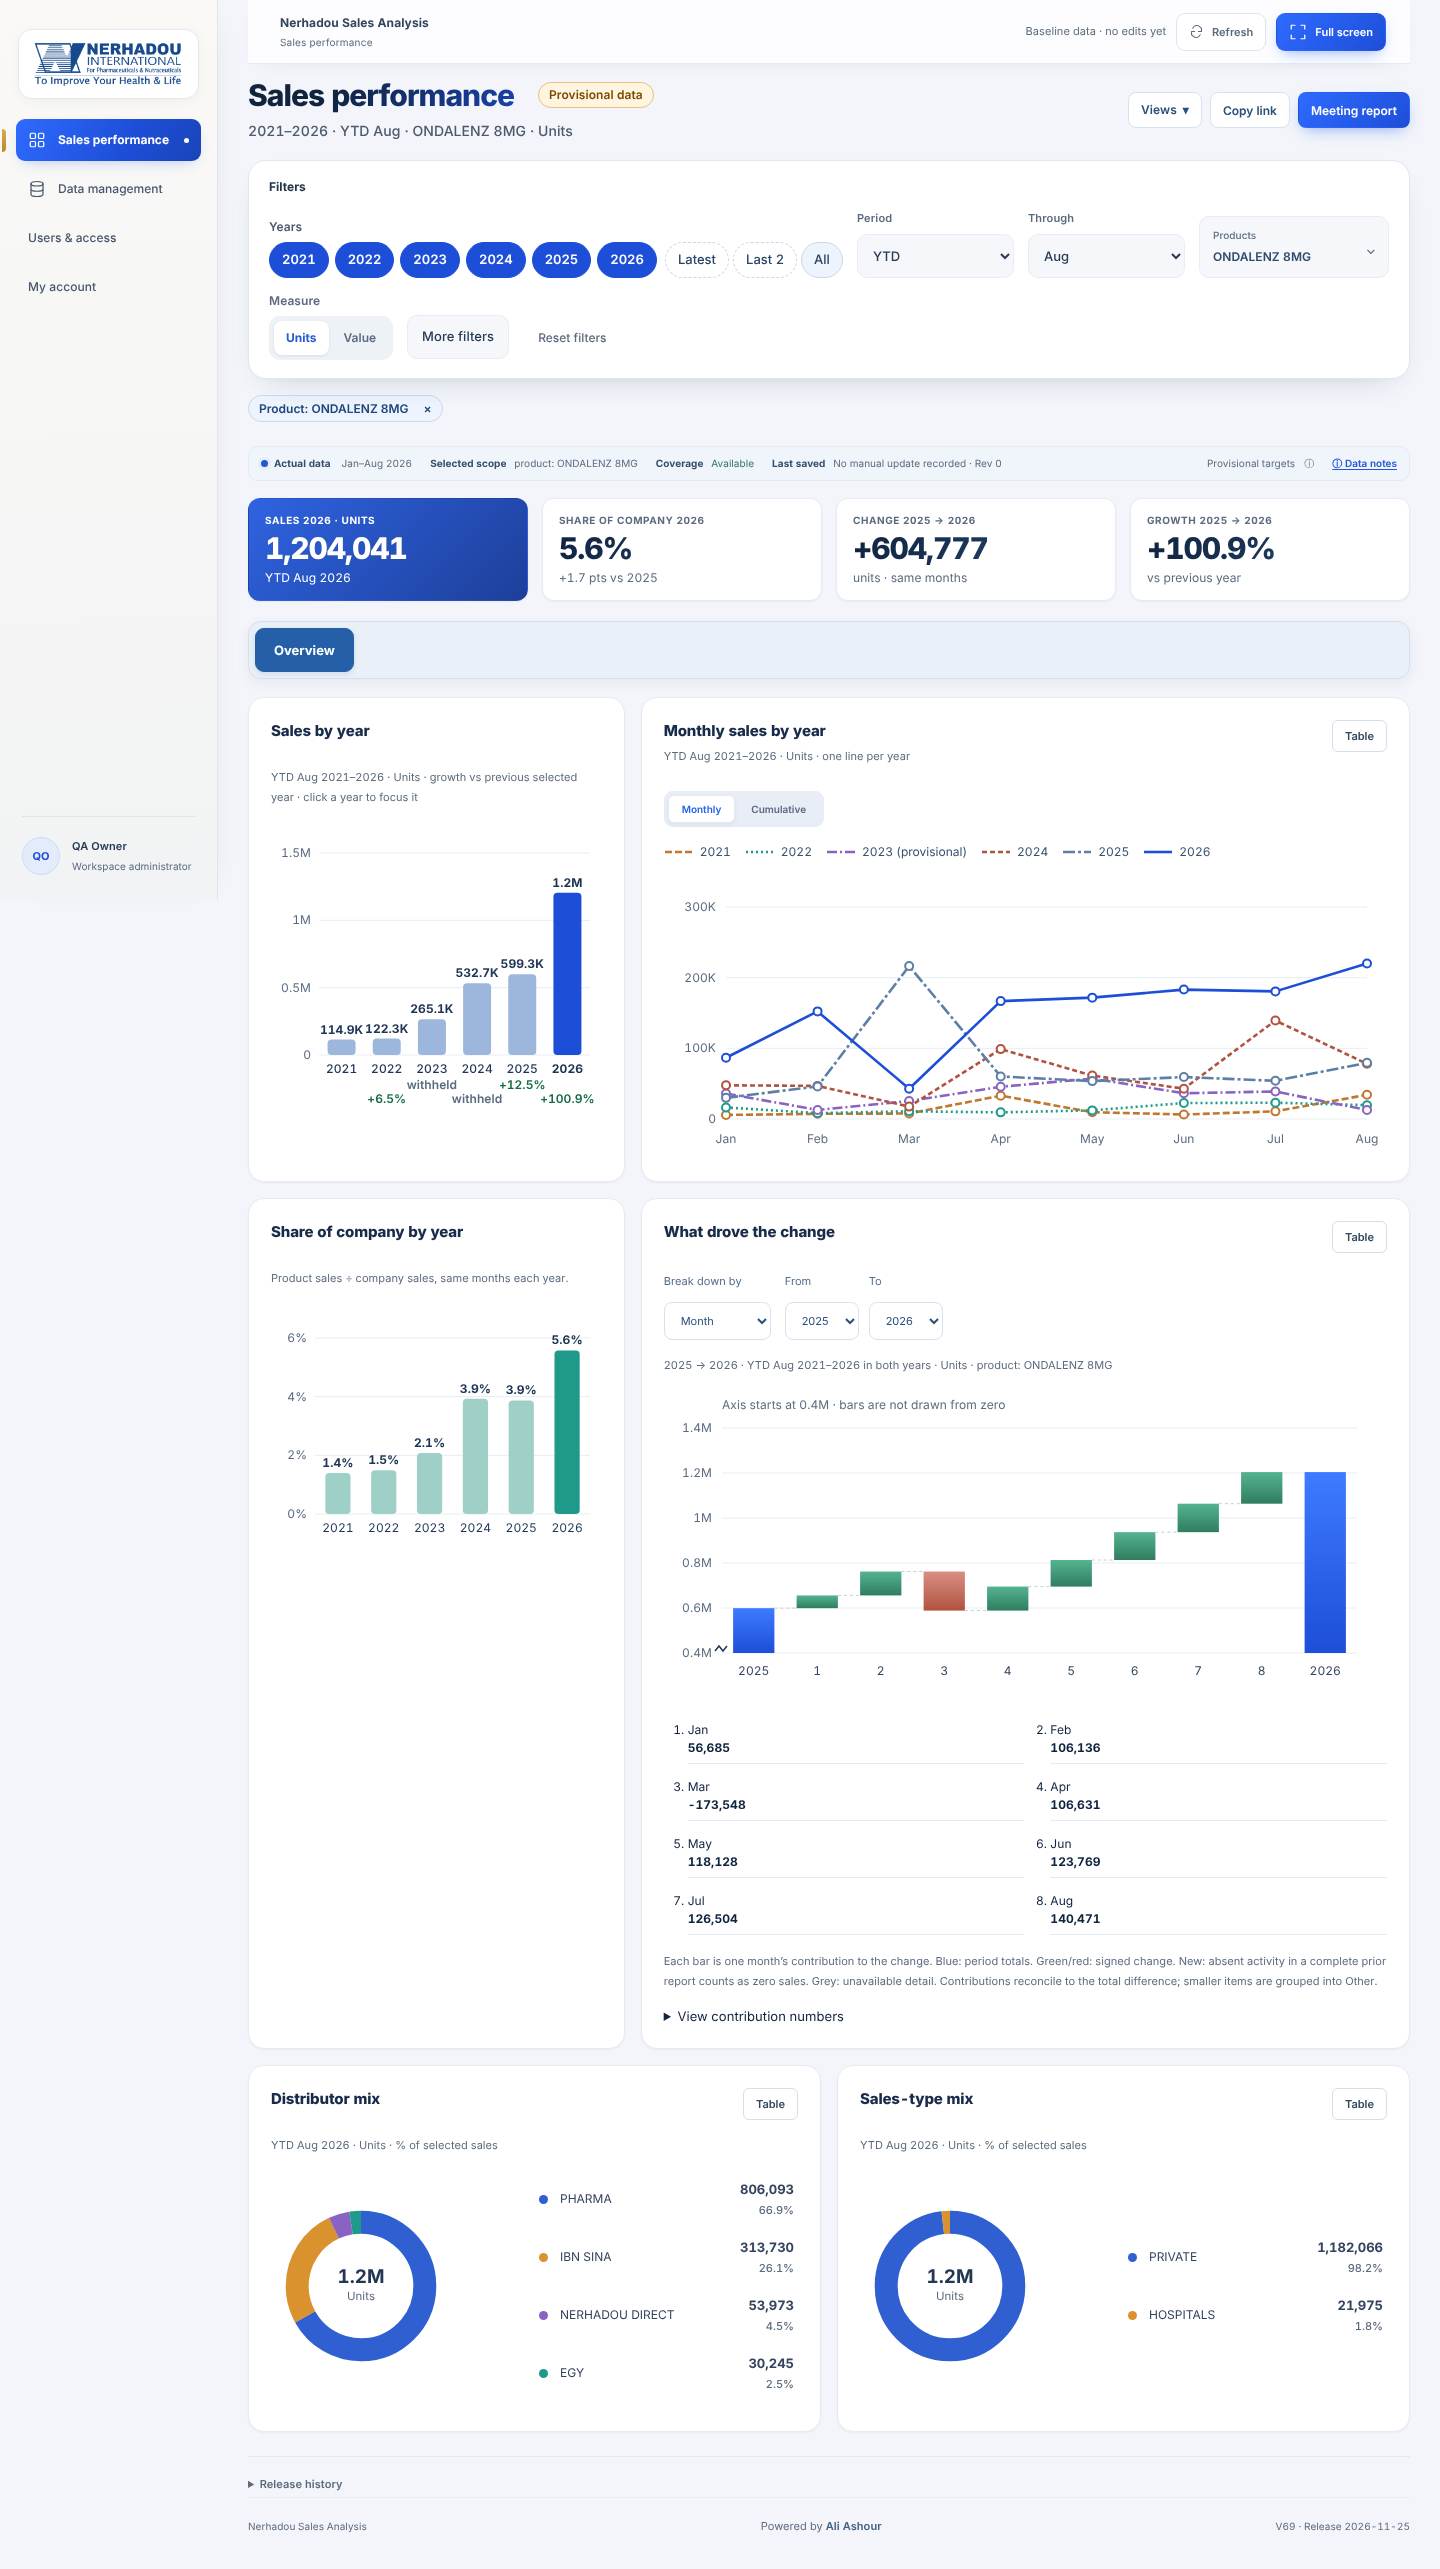 NERHADOU
INTERNATIONAL
For Pharmaceuticals & Nutraceuticals
To Improve Your Health & Life
Sales performance
Data management
Users & access
My account
QO
QA Owner
Workspace administrator
Nerhadou Sales Analysis
Sales performance
Baseline data · no edits yet
Refresh
Full screen
Sales performance
Provisional data
2021–2026 · YTD Aug · ONDALENZ 8MG · Units
Views ▾
Copy link
Meeting report
Filters
Years
2021 2022 2023 2024 2025 2026 Latest Last 2 All
Period
YTD
Through
Aug
Products
ONDALENZ 8MG
Measure
Units Value
More filters
Reset filters
Product: ONDALENZ 8MG ×
Actual data Jan–Aug 2026 Selected scope product: ONDALENZ 8MG Coverage Available Last saved No manual update recorded · Rev 0 Provisional targets ⓘ ⓘ Data notes
SALES 2026 · UNITS
1,204,041
YTD Aug 2026
SHARE OF COMPANY 2026
5.6%
+1.7 pts vs 2025
CHANGE 2025 → 2026
+604,777
units · same months
GROWTH 2025 → 2026
+100.9%
vs previous year
Overview
Sales by year
YTD Aug 2021–2026 · Units · growth vs previous selected
year · click a year to focus it
1.5M
1M
0.5M
0
114.9K 122.3K 265.1K 532.7K 599.3K 1.2M
2021 2022 2023 2024 2025 2026
withheld +12.5%
+6.5% withheld +100.9%
Monthly sales by year
Table
YTD Aug 2021–2026 · Units · one line per year
Monthly Cumulative
2021 2022 2023 (provisional) 2024 2025 2026
300K
200K
100K
0
Jan Feb Mar Apr May Jun Jul Aug
Share of company by year
Product sales ÷ company sales, same months each year.
6%
4%
2%
0%
1.4% 1.5% 2.1% 3.9% 3.9% 5.6%
2021 2022 2023 2024 2025 2026
What drove the change
Table
Break down by From To
Month 2025 2026
2025 → 2026 · YTD Aug 2021–2026 in both years · Units · product: ONDALENZ 8MG
Axis starts at 0.4M · bars are not drawn from zero
1.4M
1.2M
1M
0.8M
0.6M
0.4M
2025 1 2 3 4 5 6 7 8 2026
1. Jan
56,685
2. Feb
106,136
3. Mar
-173,548
4. Apr
106,631
5. May
118,128
6. Jun
123,769
7. Jul
126,504
8. Aug
140,471
Each bar is one month's contribution to the change. Blue: period totals. Green/red: signed change. New: absent activity in a complete prior
report counts as zero sales. Grey: unavailable detail. Contributions reconcile to the total difference; smaller items are grouped into Other.
▶ View contribution numbers
Distributor mix
Table
YTD Aug 2026 · Units · % of selected sales
1.2M
Units
PHARMA 806,093
66.9%
IBN SINA 313,730
26.1%
NERHADOU DIRECT 53,973
4.5%
EGY 30,245
2.5%
Sales-type mix
Table
YTD Aug 2026 · Units · % of selected sales
1.2M
Units
PRIVATE 1,182,066
98.2%
HOSPITALS 21,975
1.8%
▶ Release history
Nerhadou Sales Analysis
Powered by Ali Ashour
V69 · Release 2026-11-25